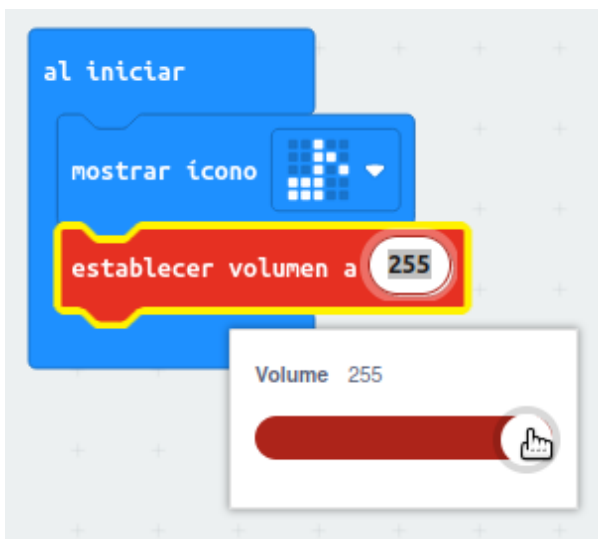 al iniciar
mostrar ícono
establecer volumen a 255
Volume 255